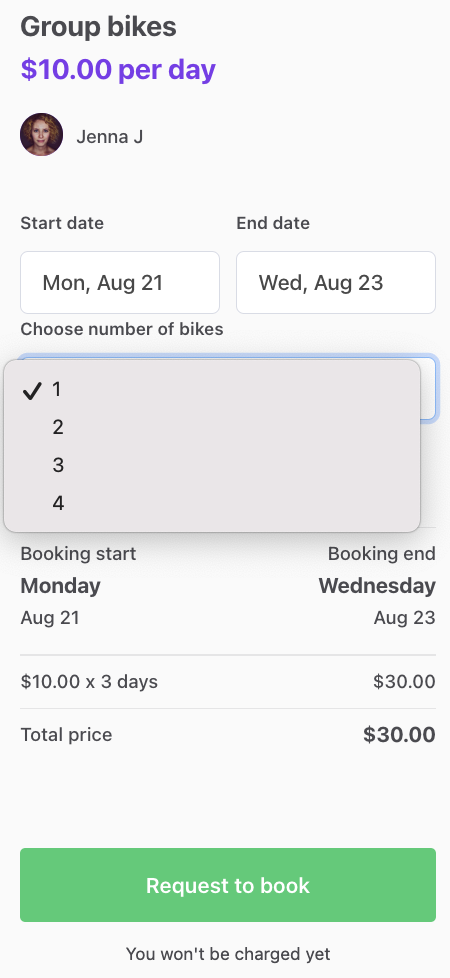 Group bikes
$10.00 per day
Jenna J
Start date End date
Mon, Aug 21 Wed, Aug 23
Choose number of bikes
1
2
3
4
Booking start Booking end
Monday Wednesday
Aug 21 Aug 23
$10.00 x 3 days $30.00
Total price $30.00
Request to book
You won't be charged yet